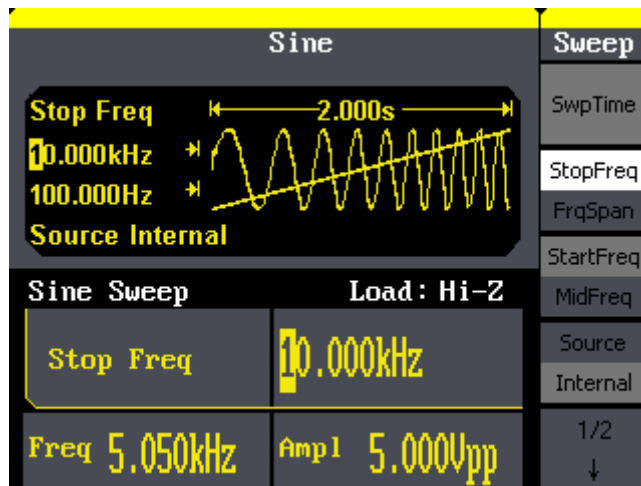 Sine
Sweep
Stop Freq
2.000s
10.000kHz
100.000Hz
Source Internal
Sine Sweep
Load: Hi-Z
Stop Freq
10.000kHz
Freq 5.050kHz
Ampl 5.000Vpp
SwpTime
StopFreq
FrqSpan
StartFreq
MidFreq
Source
Internal
1/2
↓